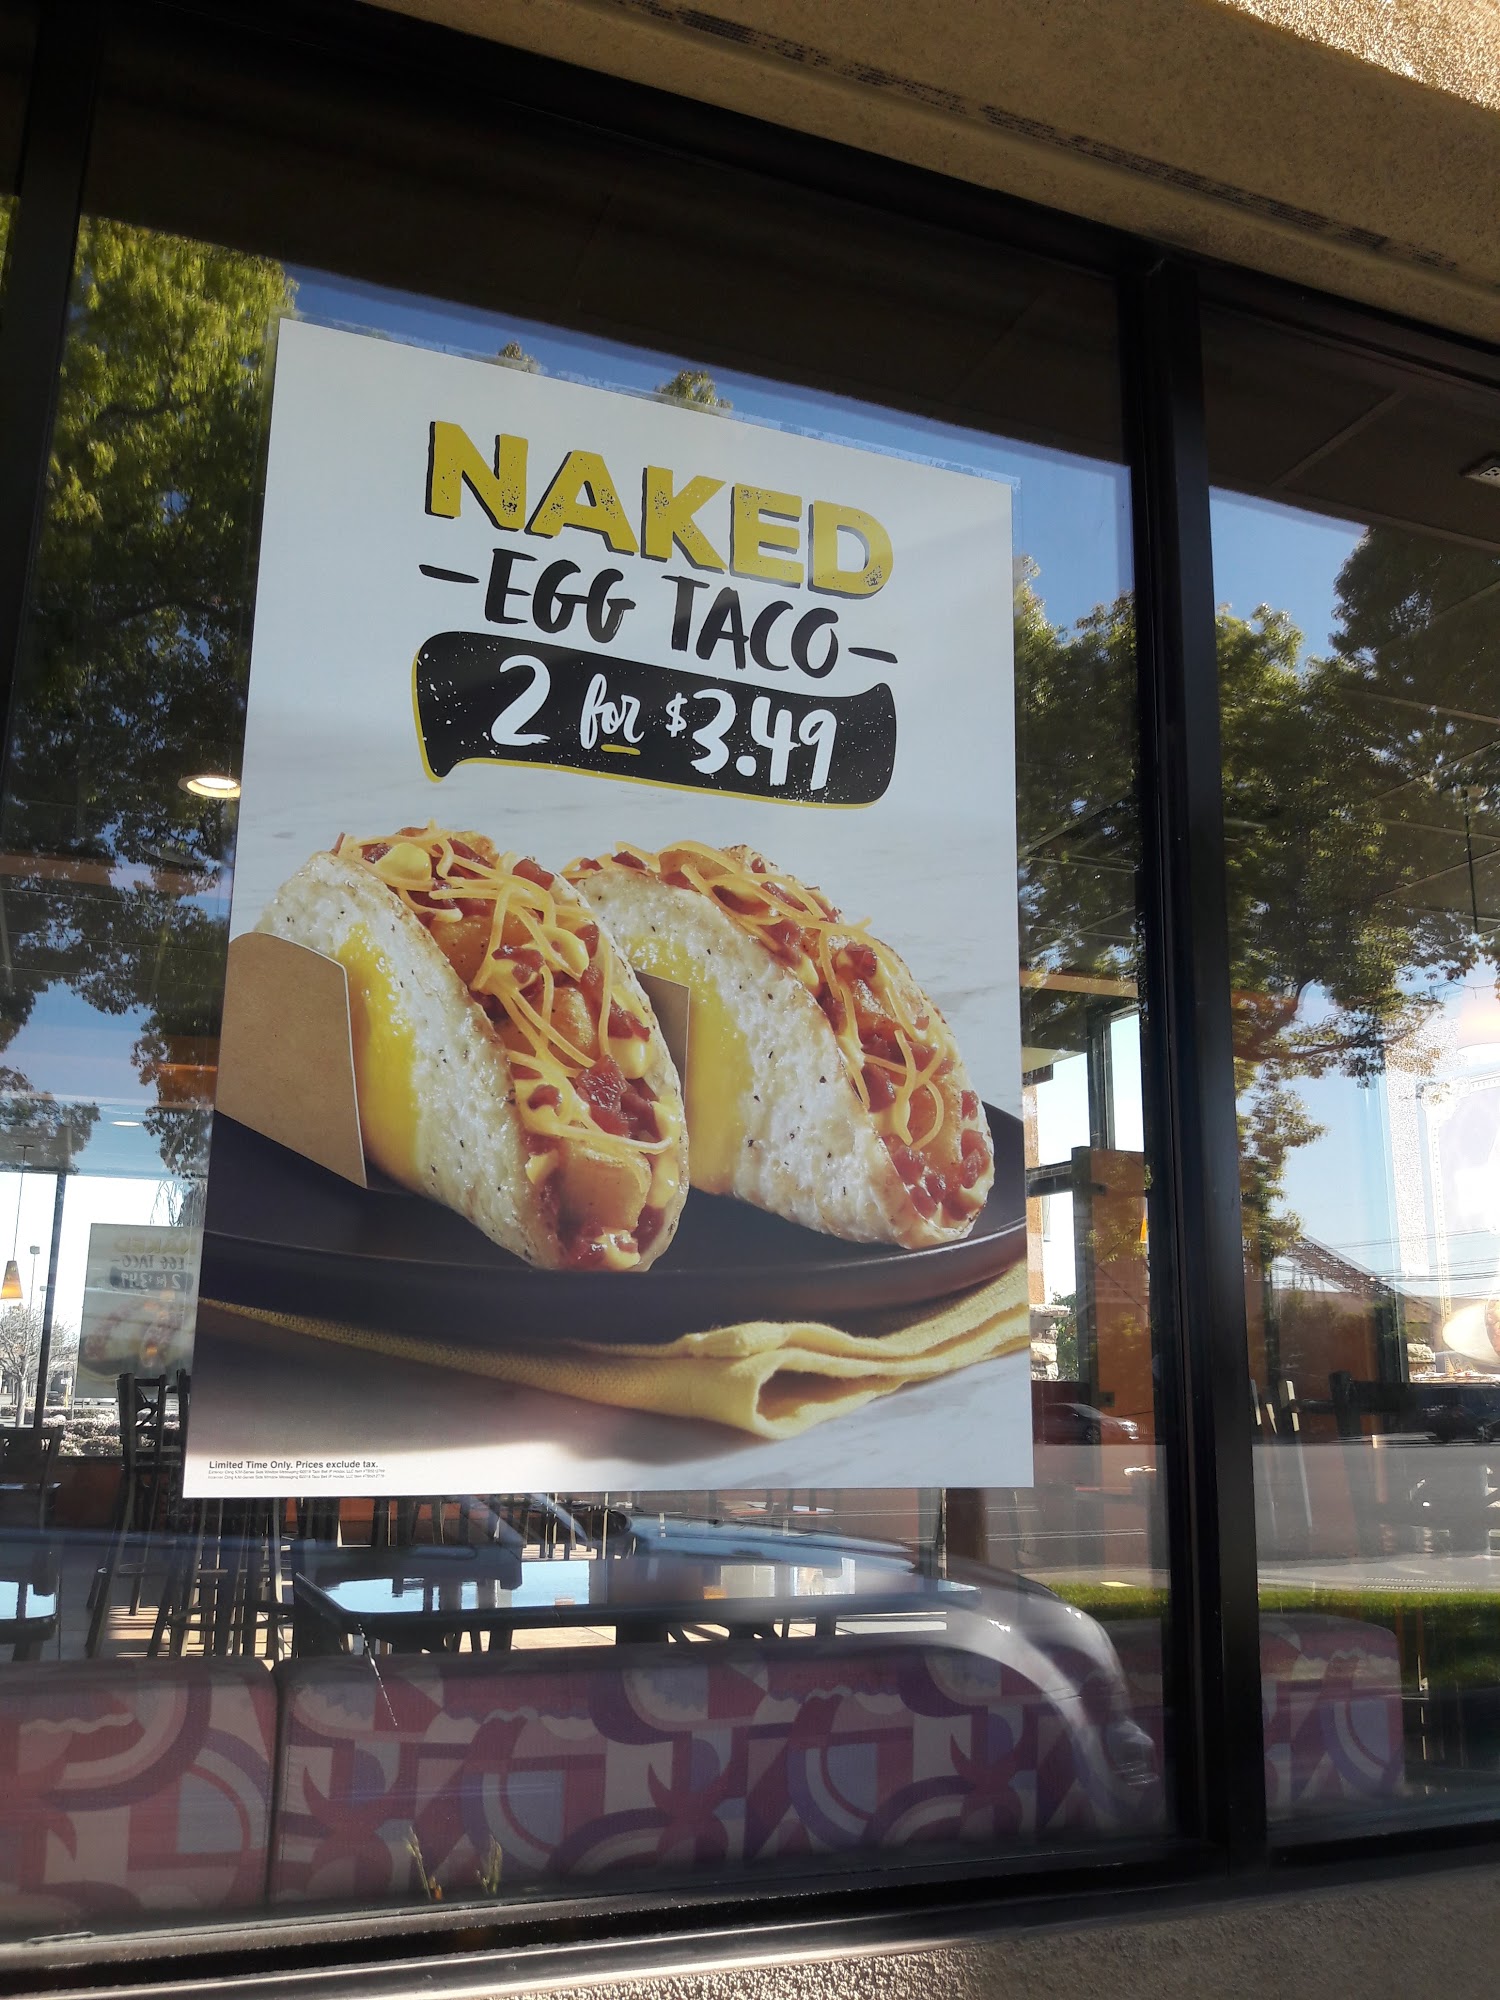 NAKED
-EGG TACO-
2 for $3.49
Limited Time Only. Prices exclude tax.